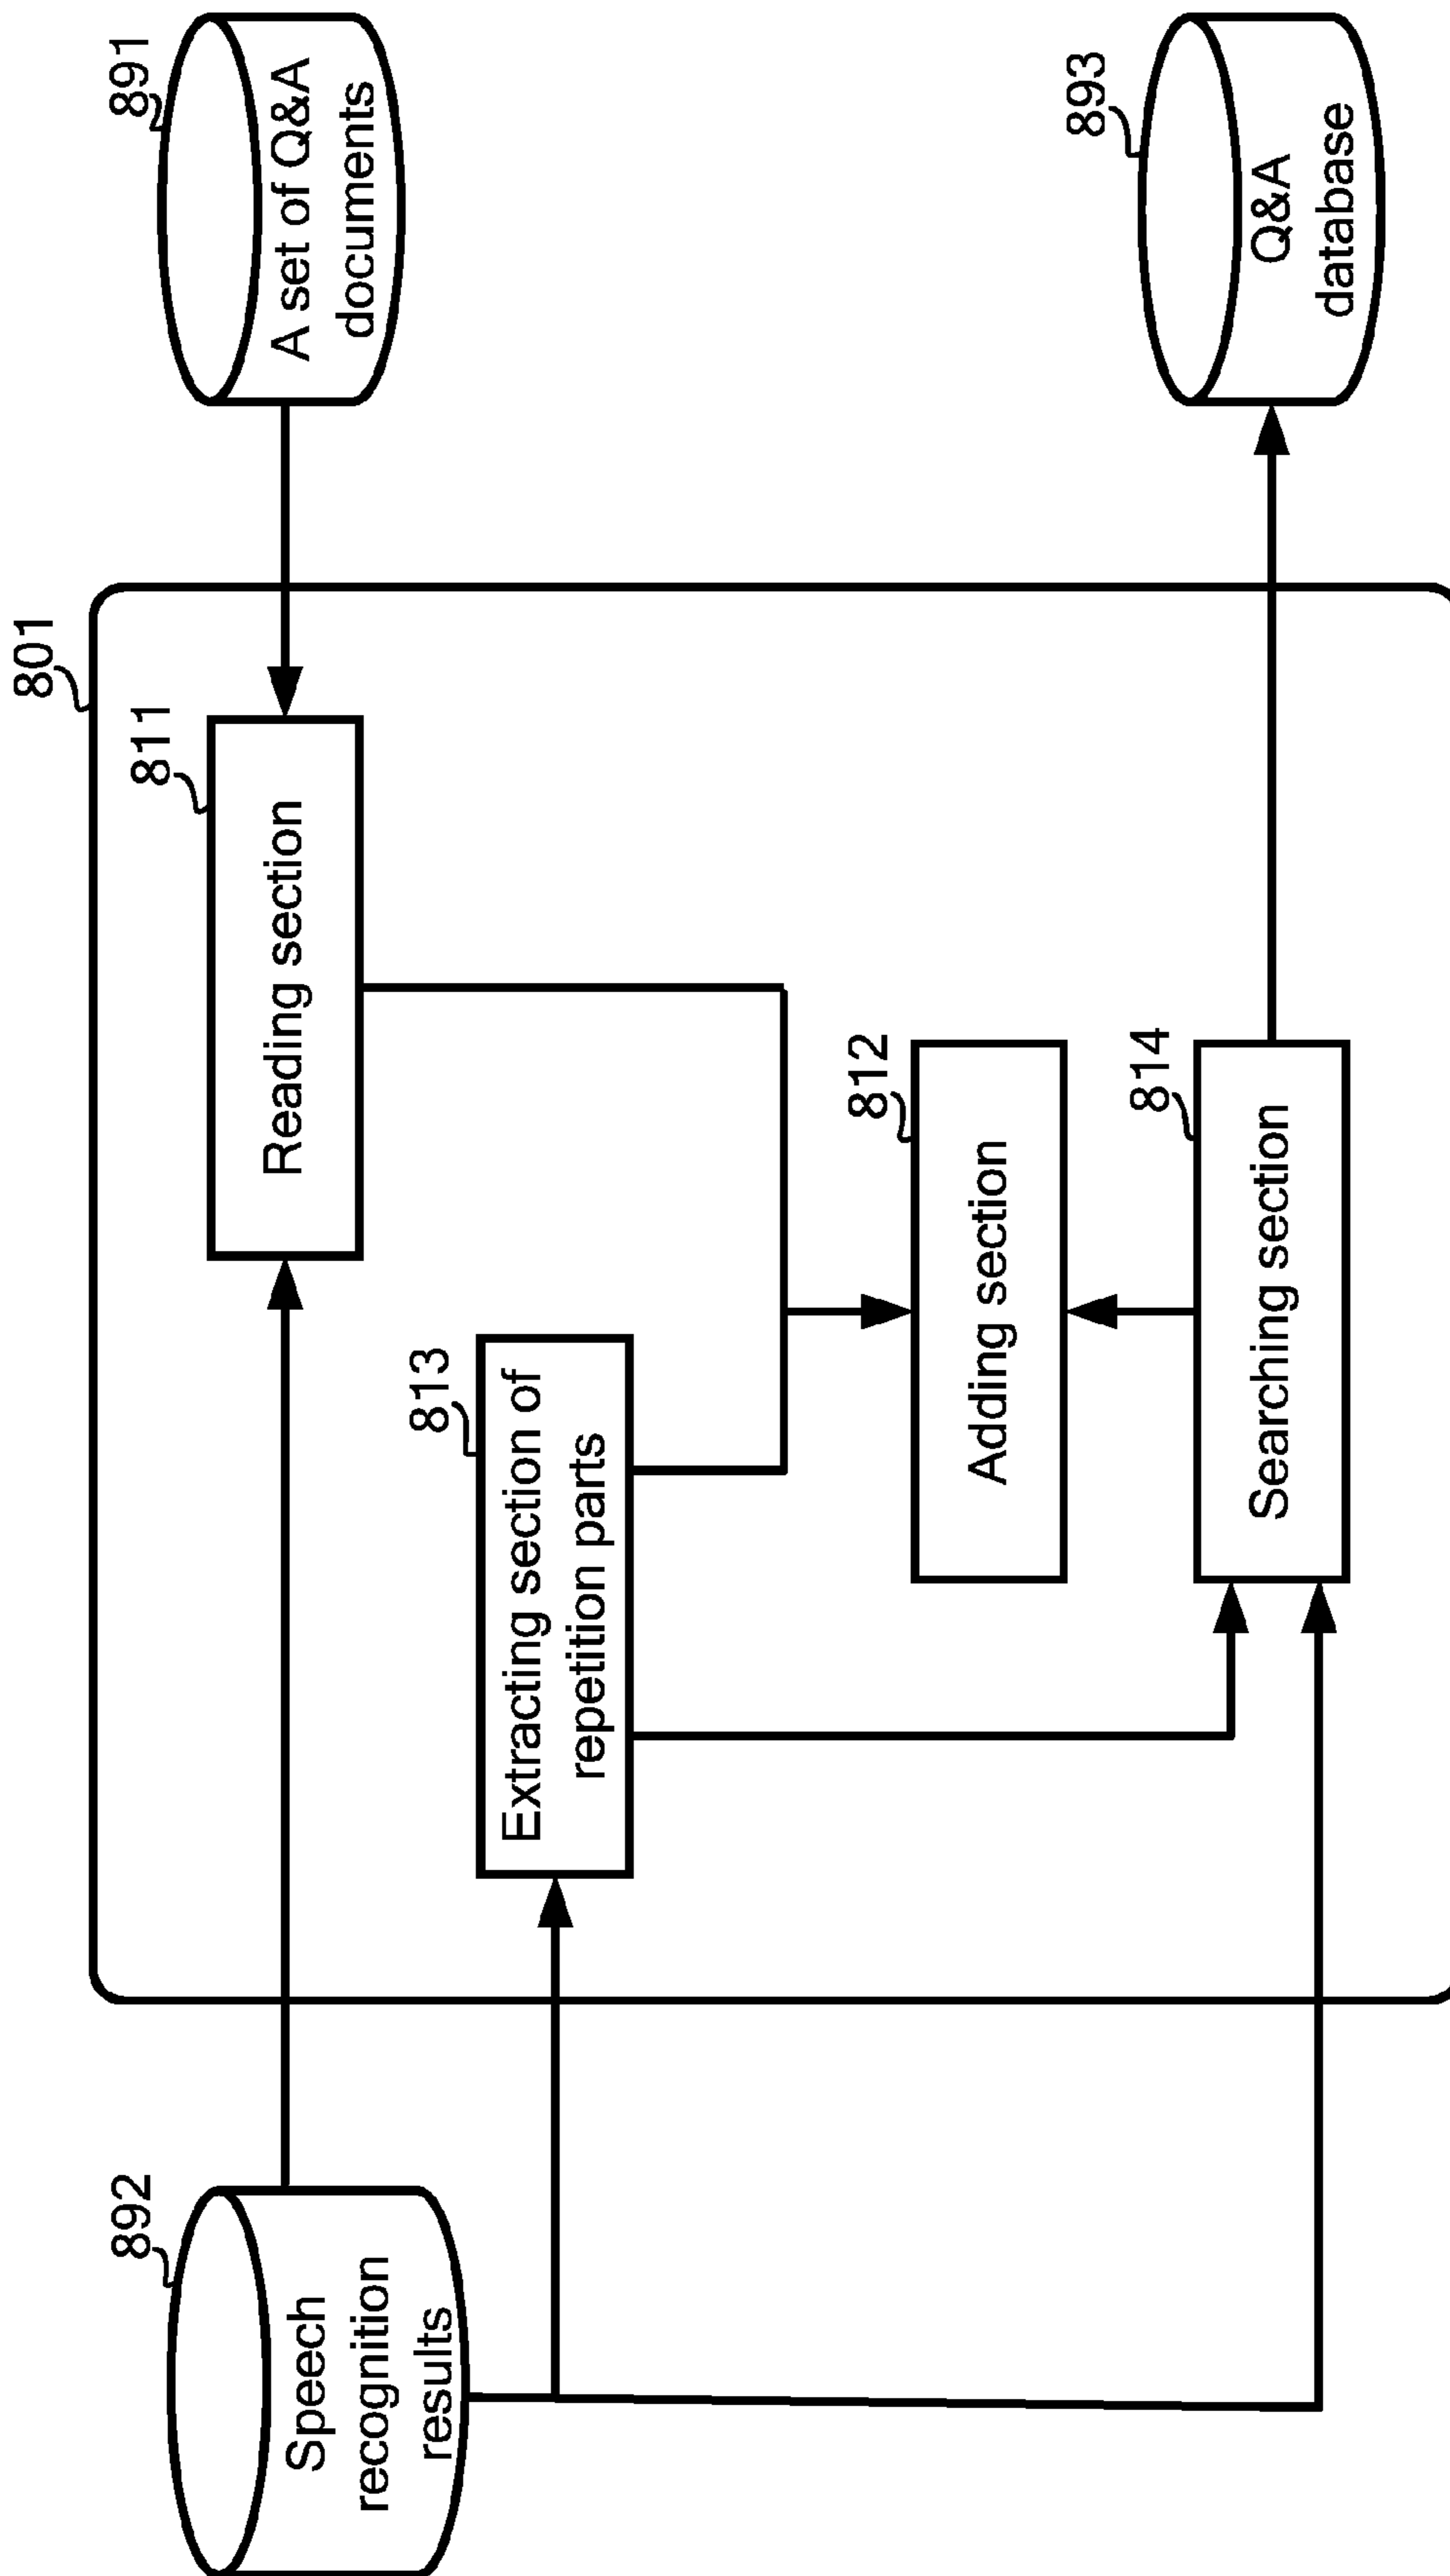 801
892
Speech
recognition
results
811
Reading section
891
A set of Q&A
documents
813
Extracting section of
repetition parts
812
Adding section
814
Searching section
893
Q&A
database